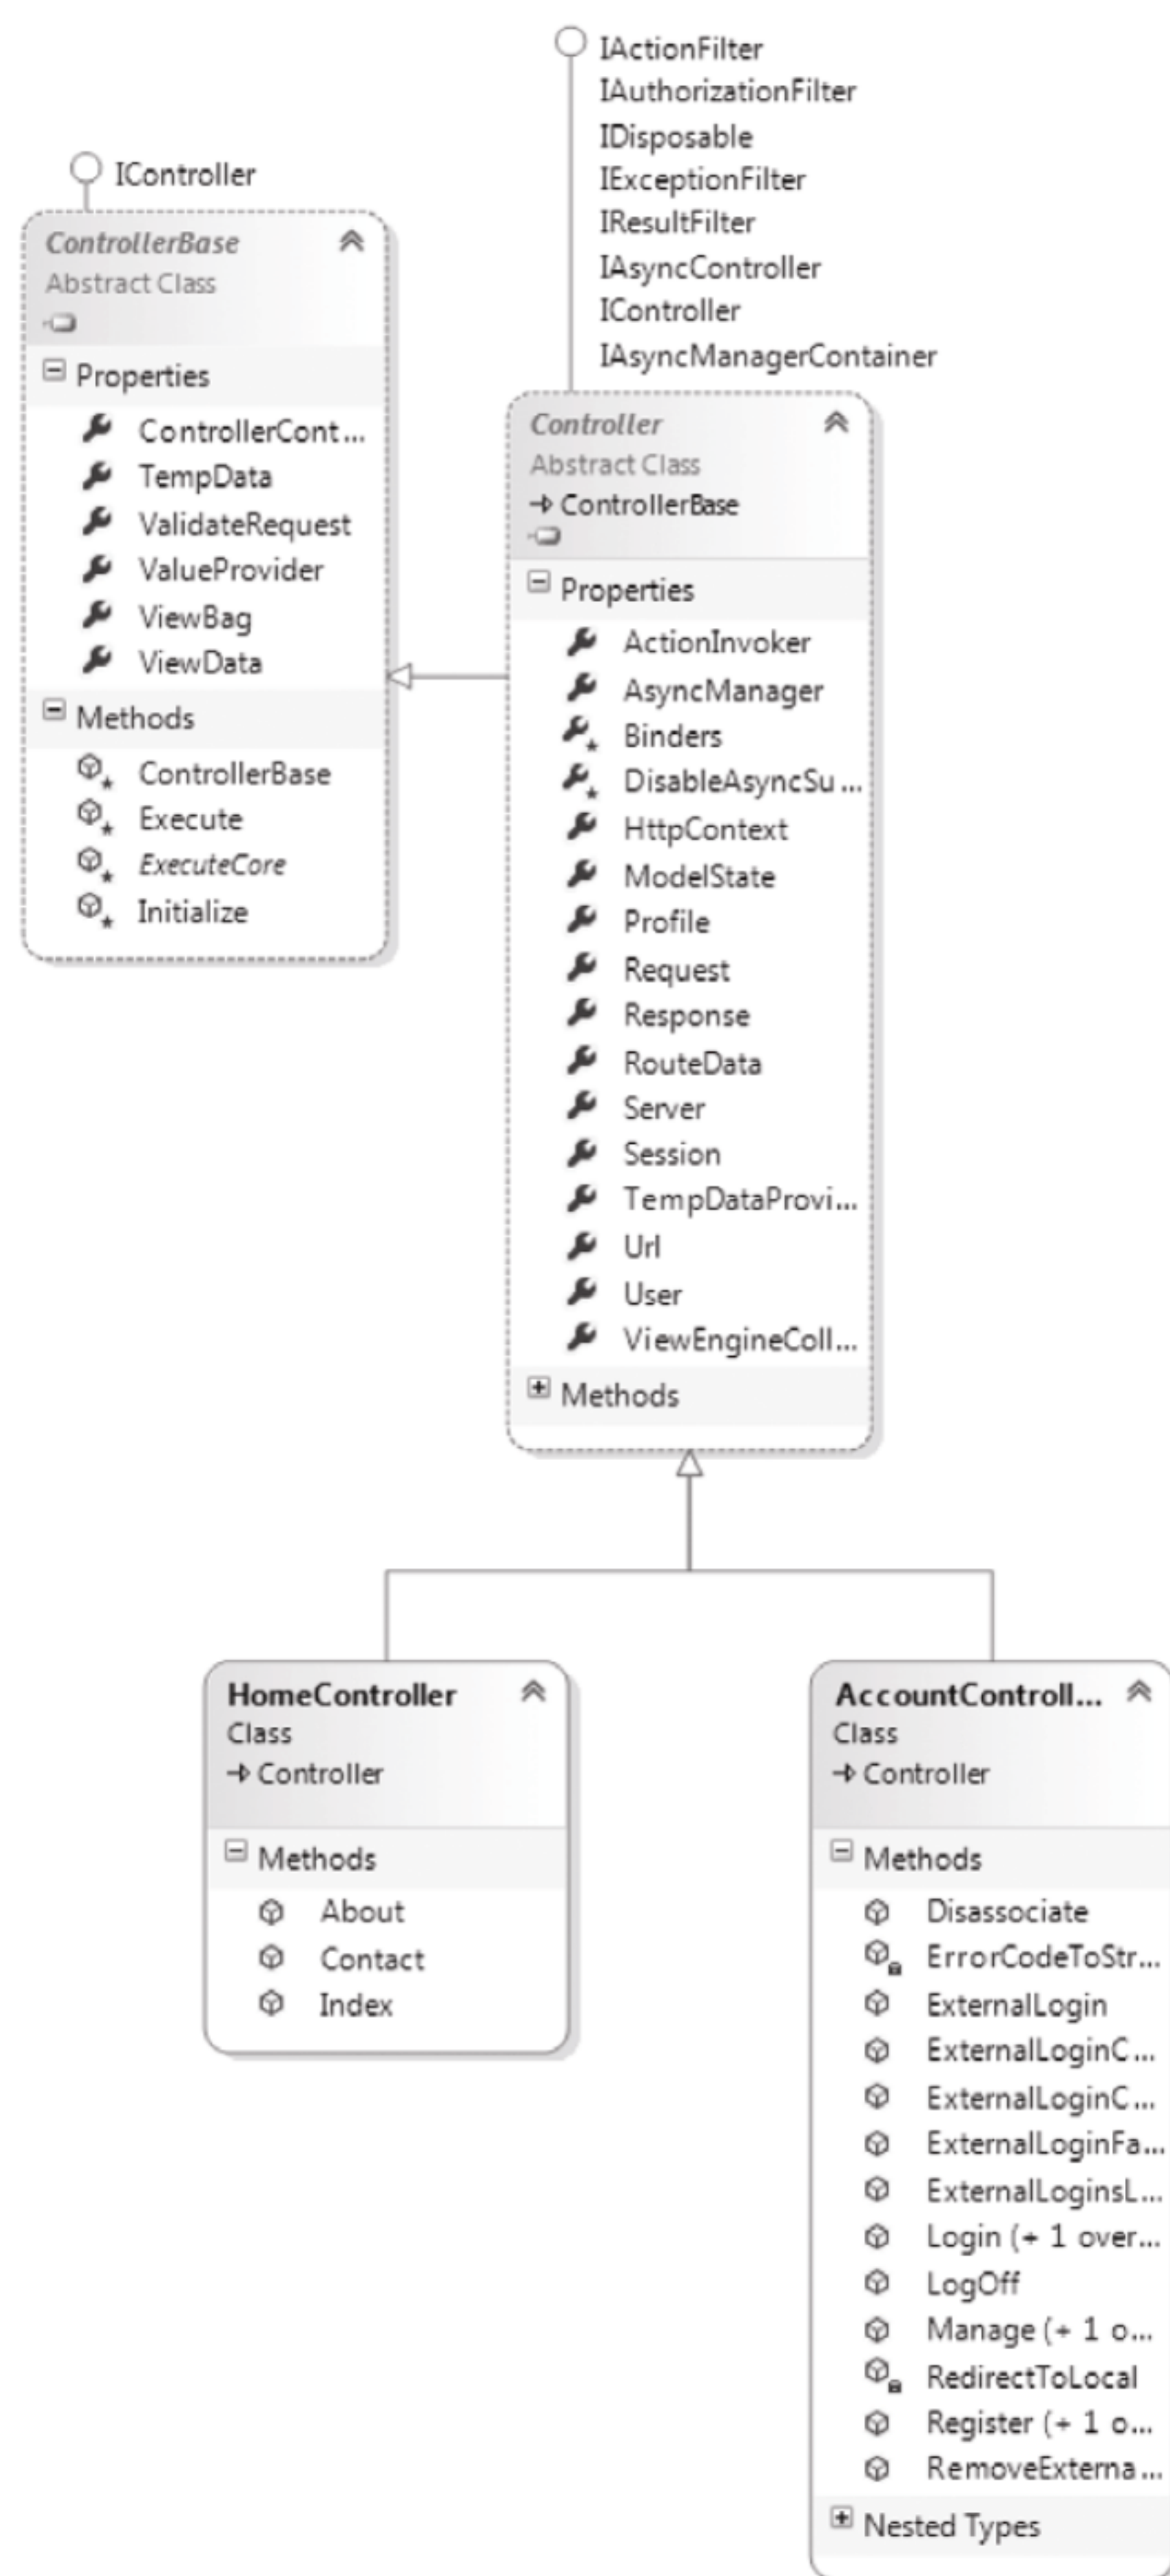 IController
ControllerBase
Abstract Class
Properties
ControllerCont...
TempData
ValidateRequest
ValueProvider
ViewBag
ViewData
Methods
ControllerBase
Execute
ExecuteCore
Initialize
IActionFilter
IAuthorizationFilter
IDisposable
IExceptionFilter
IResultFilter
IAsyncController
IController
IAsyncManagerContainer
Controller
Abstract Class
ControllerBase
Properties
ActionInvoker
AsyncManager
Binders
DisableAsyncSu...
HttpContext
ModelState
Profile
Request
Response
RouteData
Server
Session
TempDataProvi...
Url
User
ViewEngineColl...
Methods
HomeController
Class
Controller
Methods
About
Contact
Index
AccountControll...
Class
Controller
Methods
Disassociate
ErrorCodeToStr...
ExternalLogin
ExternalLoginC...
ExternalLoginC...
ExternalLoginFa...
ExternalLoginsL...
Login (+ 1 over...
LogOff
Manage (+ 1 o...
RedirectToLocal
Register (+ 1 o...
RemoveExterna...
Nested Types